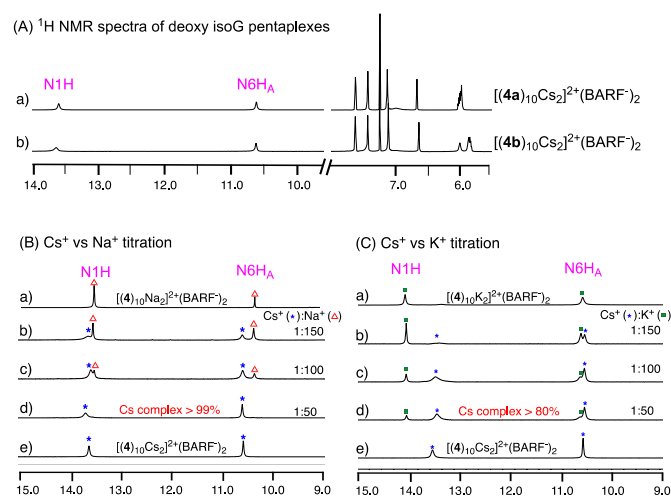 (A) ¹H NMR spectra of deoxy isoG pentaplexes
N1H N6H_A
a) [(4a)₁₀Cs₂]²⁺(BARF⁻)₂
b) [(4b)₁₀Cs₂]²⁺(BARF⁻)₂
14.0 13.0 12.0 11.0 10.0 7.0 6.0
(B) Cs⁺ vs Na⁺ titration
N1H N6H_A
a) [(4)₁₀Na₂]²⁺(BARF⁻)₂
Cs⁺ (*):Na⁺ (△)
b) 1:150
c) 1:100
d) Cs complex > 99% 1:50
e) [(4)₁₀Cs₂]²⁺(BARF⁻)₂
15.0 14.0 13.0 12.0 11.0 10.0 9.0
(C) Cs⁺ vs K⁺ titration
N1H N6H_A
a) [(4)₁₀K₂]²⁺(BARF⁻)₂
Cs⁺ (*):K⁺ (■)
b) 1:150
c) 1:100
d) Cs complex > 80% 1:50
e) [(4)₁₀Cs₂]²⁺(BARF⁻)₂
15.0 14.0 13.0 12.0 11.0 10.0 9.0